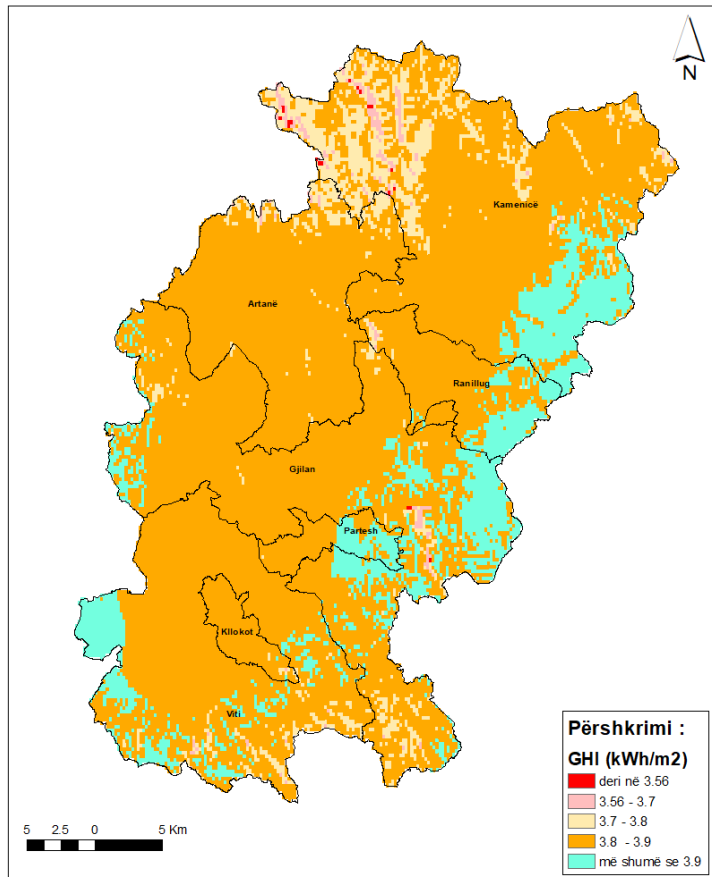 N
Kamenicë
Artanë
Ranillug
Gjilan
Partesh
Kllokot
Viti
Përshkrimi :
GHI (kWh/m2)
deri në 3.56
3.56 - 3.7
3.7 - 3.8
3.8 - 3.9
më shumë se 3.9
5 2.5 0 5 Km